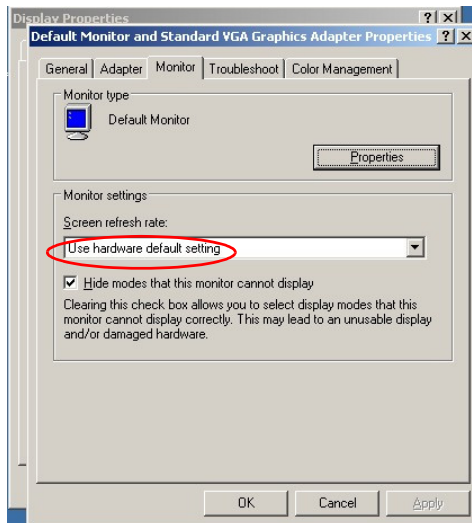 Display Properties
Default Monitor and Standard VGA Graphics Adapter Properties
General Adapter Monitor Troubleshoot Color Management
Monitor type
Default Monitor
Properties
Monitor settings
Screen refresh rate:
Use hardware default setting
Hide modes that this monitor cannot display
Clearing this check box allows you to select display modes that this
monitor cannot display correctly. This may lead to an unusable display
and/or damaged hardware.
OK Cancel Apply